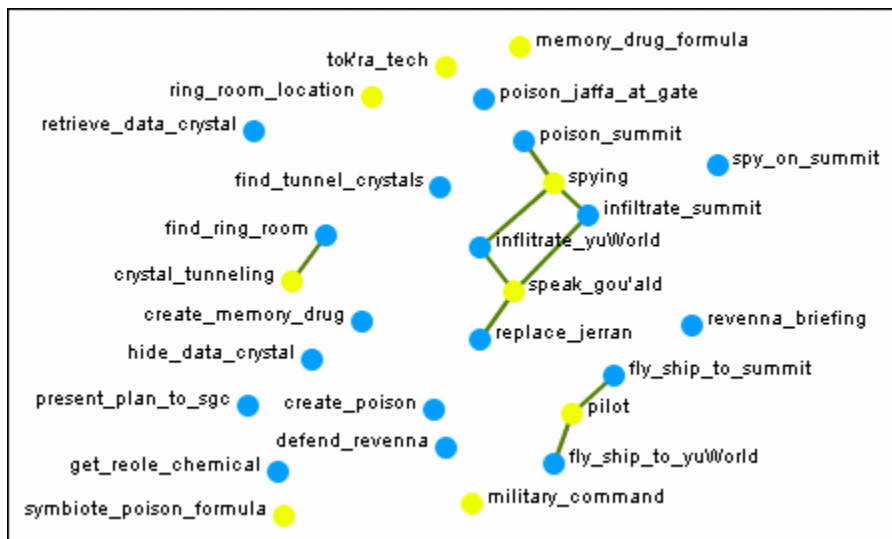 memory_drug_formula
tok'ra_tech
ring_room_location
poison_jaffa_at_gate
retrieve_data_crystal
poison_summit
spy_on_summit
find_tunnel_crystals
spying
infiltrate_summit
find_ring_room
inflitrate_yuWorld
crystal_tunneling
speak_gou'ald
create_memory_drug
replace_jerran
revenna_briefing
hide_data_crystal
fly_ship_to_summit
present_plan_to_sgc
create_poison
pilot
defend_revenna
get_reole_chemical
fly_ship_to_yuWorld
symbiote_poison_formula
military_command